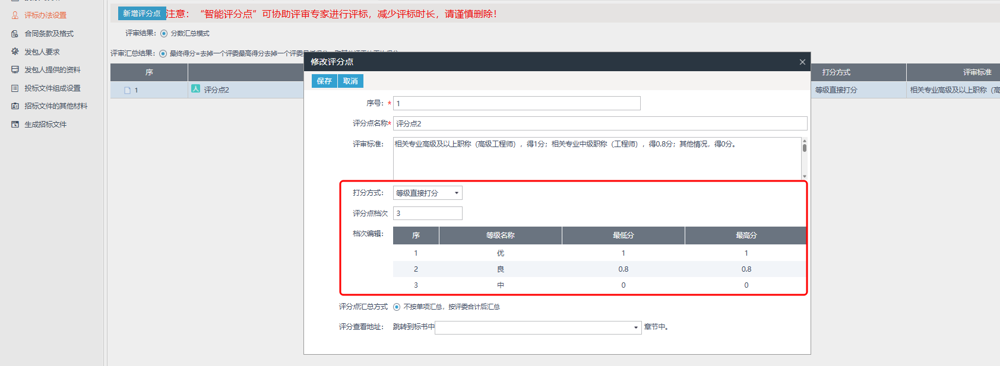 评标办法设置
合同条款及格式
发包人要求
发包人提供的资料
投标文件组成设置
招标文件的其他材料
生成招标文件
新增评分点 注意：“智能评分点”可协助评审专家进行评标，减少评标时长，请谨慎删除！
评审结果： 分数汇总模式
评审汇总结果： 最终得分=去掉一个评委最高得分去掉一个评委
序 打分方式 评审标准
1 评分点2 等级直接打分 相关专业高级及以上职称（高
修改评分点
保存 取消
序号：* 1
评分点名称* 评分点2
评审标准： 相关专业高级及以上职称（高级工程师），得1分；相关专业中级职称（工程师），得0.8分；其他情况，得0分。
打分方式： 等级直接打分
评分点档次 3
档次编辑： 序 等级名称 最低分 最高分
1 优 1 1
2 良 0.8 0.8
3 中 0 0
评分点汇总方式 不按单项汇总，按评委合计后汇总
评分查看地址： 跳转到标书中 章节中。